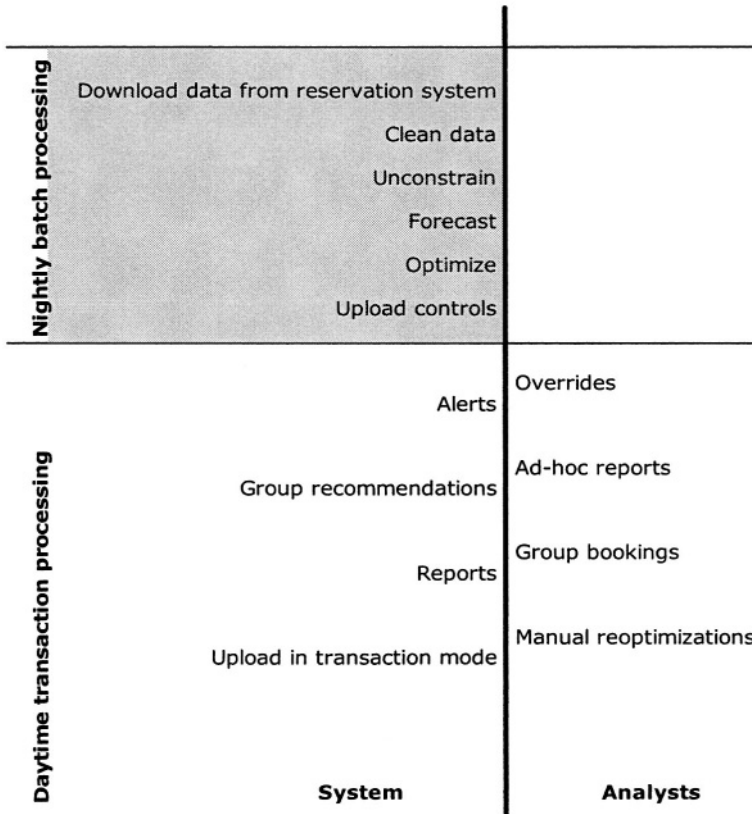 Nightly batch processing
Download data from reservation system
Clean data
Unconstrain
Forecast
Optimize
Upload controls
Daytime transaction processing
Alerts
Group recommendations
Reports
Upload in transaction mode
Overrides
Ad-hoc reports
Group bookings
Manual reoptimizations
System
Analysts